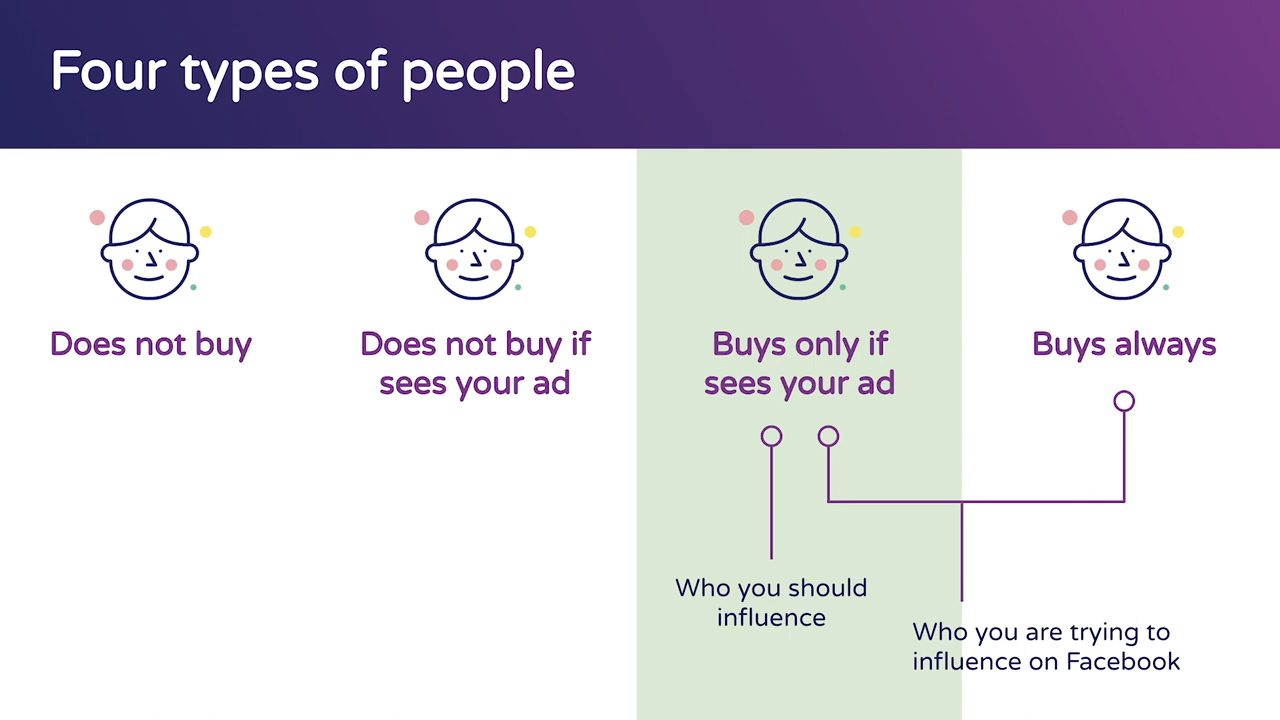 Four types of people
Does not buy
Does not buy if
sees your ad
Buys only if
sees your ad
Buys always
Who you should
influence
Who you are trying to
influence on Facebook